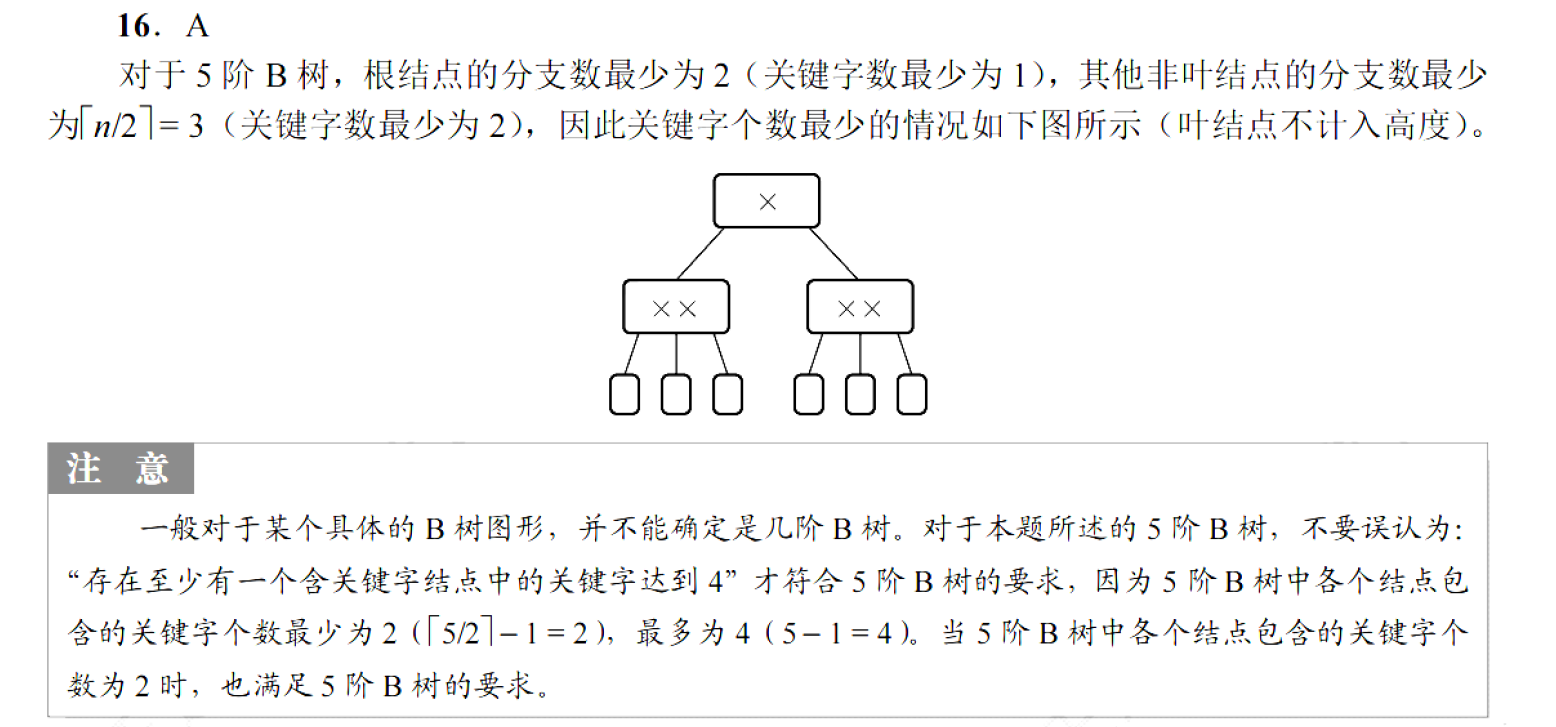 16. A
对于 5 阶 B 树，根结点的分支数最少为 2（关键字数最少为 1），其他非叶结点的分支数最少
为⌈n/2⌉ = 3（关键字数最少为 2），因此关键字个数最少的情况如下图所示（叶结点不计入高度）。
×
×× ××
注 意
一般对于某个具体的 B 树图形，并不能确定是几阶 B 树。对于本题所述的 5 阶 B 树，不要误认为：
“存在至少有一个含关键字结点中的关键字达到 4”才符合 5 阶 B 树的要求，因为 5 阶 B 树中各个结点包
含的关键字个数最少为 2（⌈5/2⌉ – 1 = 2），最多为 4（5 – 1 = 4）。当 5 阶 B 树中各个结点包含的关键字个
数为 2 时，也满足 5 阶 B 树的要求。